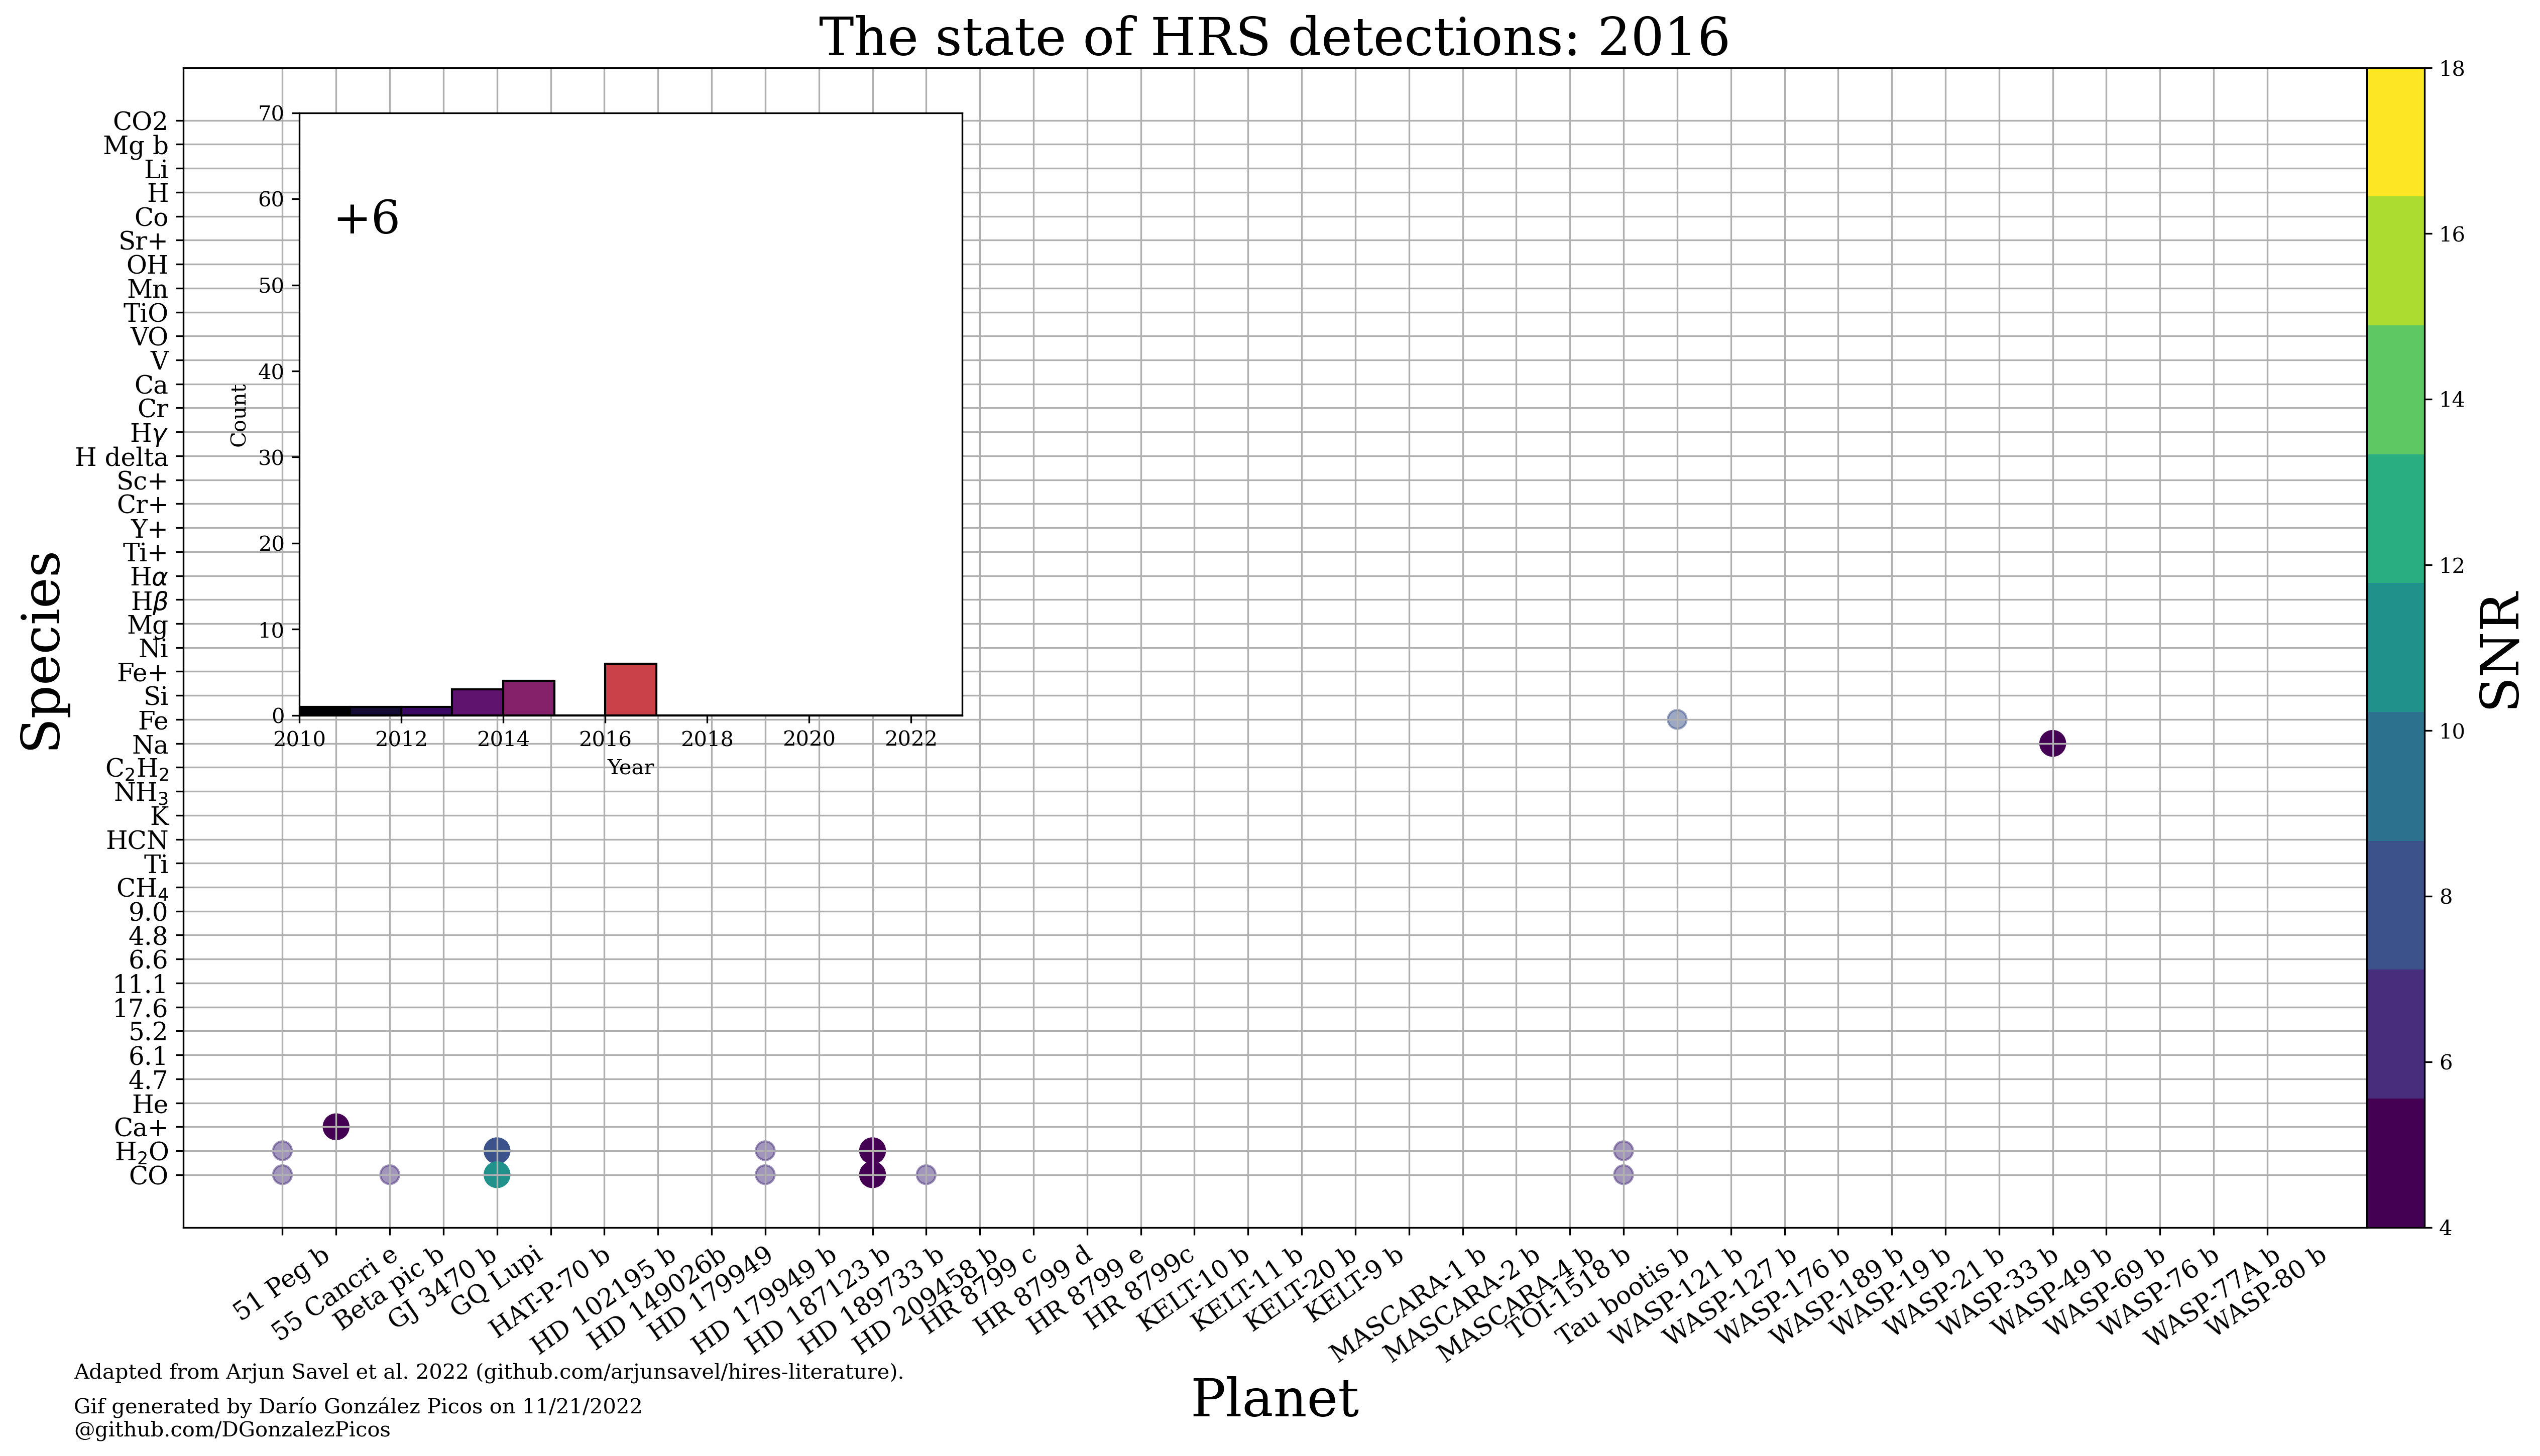 The state of HRS detections: 2016
Species
CO2
Mg b
Li
H
Co
Sr+
OH
Mn
TiO
VO
V
Ca
Cr
Hγ
H delta
Sc+
Cr+
Y+
Ti+
Hα
Hβ
Mg
Ni
Fe+
Si
Fe
Na
C₂H₂
NH₃
K
HCN
Ti
CH₄
9.0
4.8
6.6
11.1
17.6
5.2
6.1
4.7
He
Ca+
H₂O
CO
70
60
50
40
30
20
10
0
Count
+6
2010 2012 2014 2016 2018 2020 2022
Year
18
16
14
12
10
8
6
4
SNR
51 Peg b
55 Cancri e
Beta pic b
GJ 3470 b
GQ Lupi
HAT-P-70 b
HD 102195 b
HD 149026b
HD 179949
HD 179949 b
HD 187123 b
HD 189733 b
HD 209458 b
HR 8799 c
HR 8799 d
HR 8799 e
HR 8799c
KELT-10 b
KELT-11 b
KELT-20 b
KELT-9 b
MASCARA-1 b
MASCARA-2 b
MASCARA-4 b
TOI-1518 b
Tau bootis b
WASP-121 b
WASP-127 b
WASP-176 b
WASP-189 b
WASP-19 b
WASP-21 b
WASP-33 b
WASP-49 b
WASP-69 b
WASP-76 b
WASP-77A b
WASP-80 b
Planet
Adapted from Arjun Savel et al. 2022 (github.com/arjunsavel/hires-literature).
Gif generated by Darío González Picos on 11/21/2022
@github.com/DGonzalezPicos